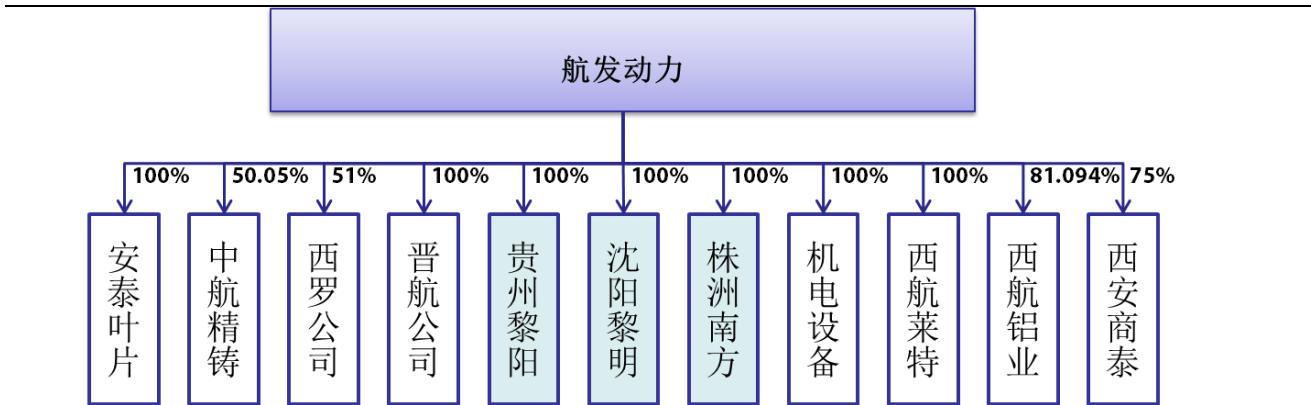 航发动力
100% 50.05% 51% 100% 100% 100% 100% 100% 100% 81.094% 75%
安泰叶片
中航精铸
西罗公司
晋航公司
贵州黎阳
沈阳黎明
株洲南方
机电设备
西航莱特
西航铝业
西安商泰